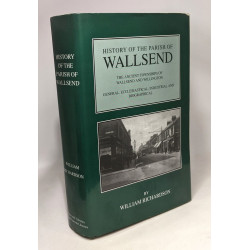 HISTORY OF THE PARISH OF
WALLSEND
THE ANCIENT TOWNSHIPS OF
WALLSEND AND WILLINGTON
GENERAL, ECCLESIASTICAL, INDUSTRIAL AND
BIOGRAPHICAL
BY
WILLIAM RICHARDSON
HISTORY
OF THE
PARISH OF
WALLSEND
WILLIAM
RICHARDSON